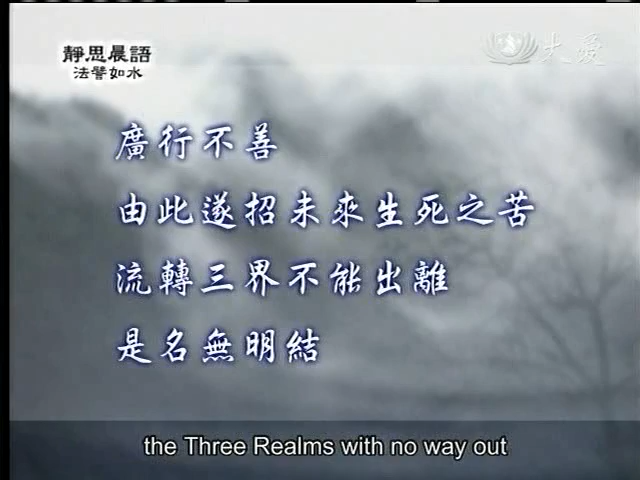 靜思晨語
法譬如水
大愛
廣行不善
由此遂招未來生死之苦
流轉三界不能出離
是名無明結
the Three Realms with no way out